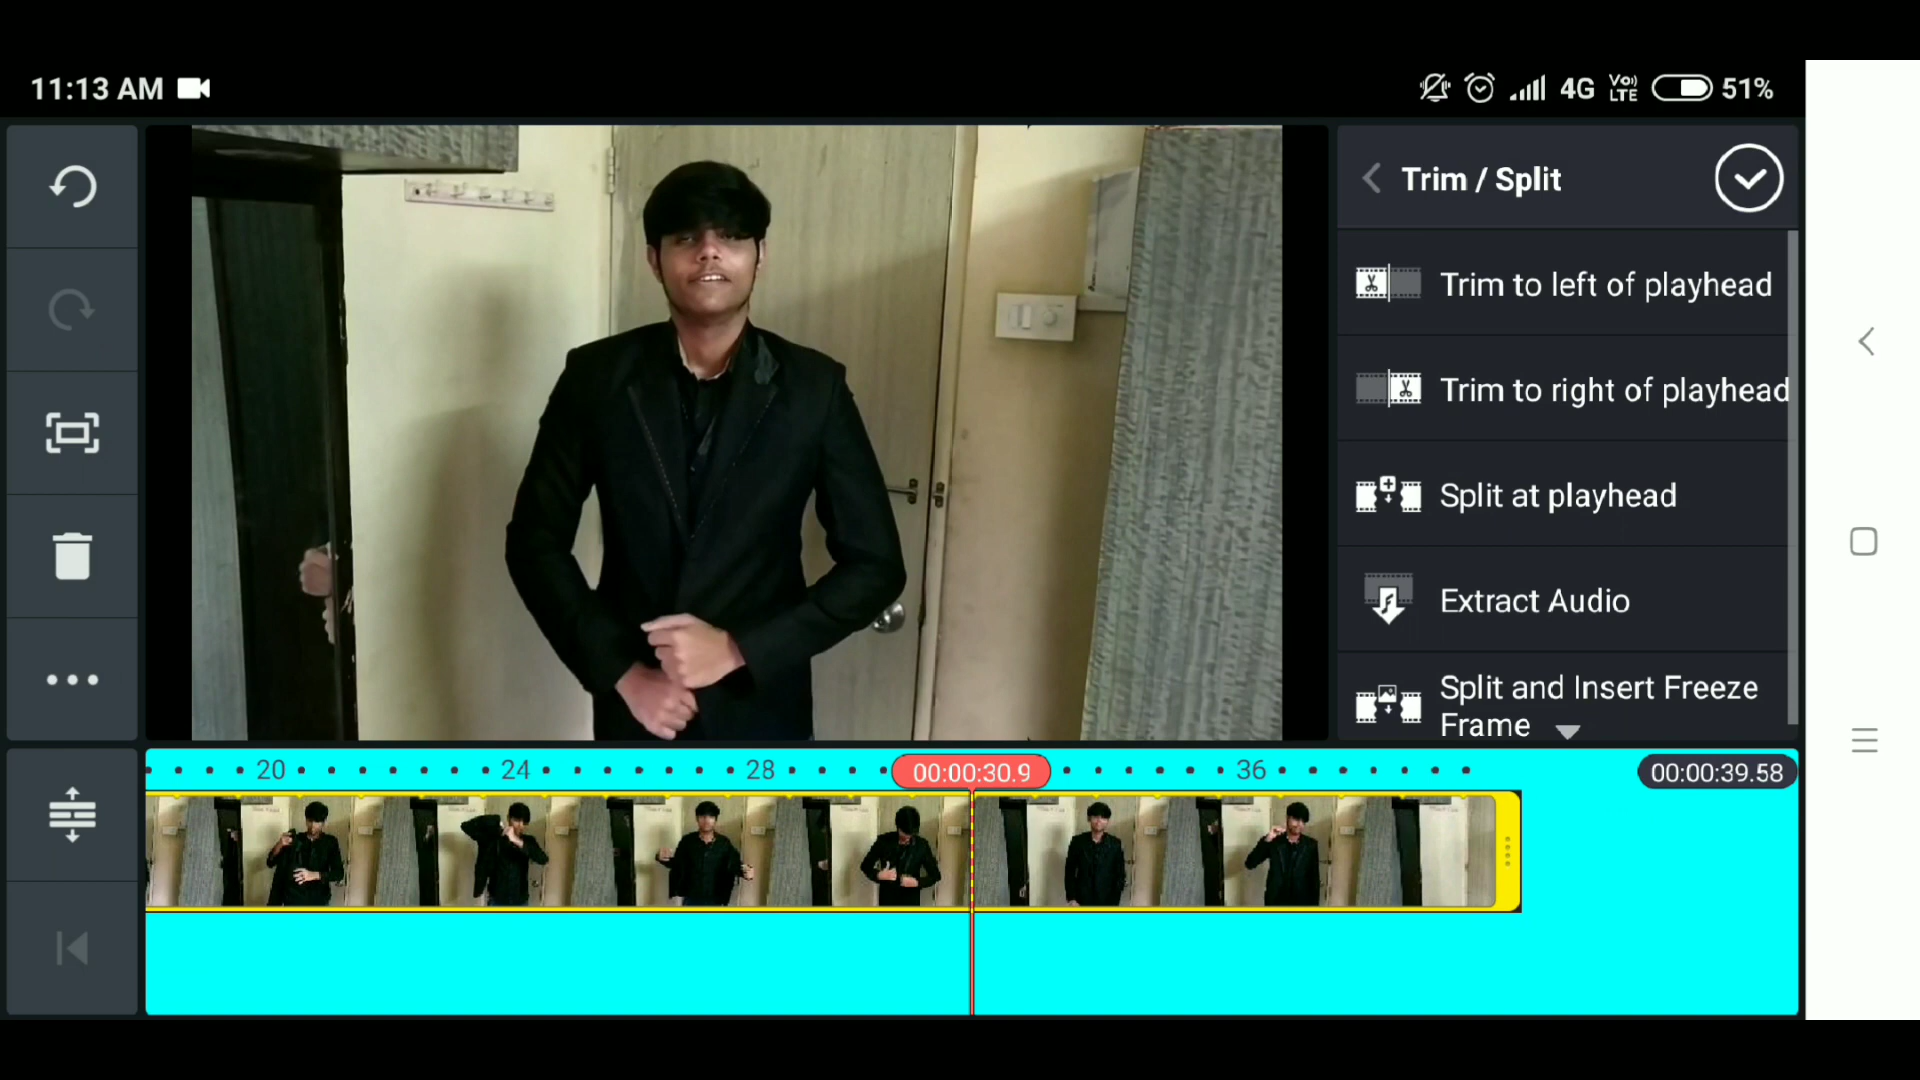 11:13 AM
4G Vo)) LTE 51%
Trim / Split
Trim to left of playhead
Trim to right of playhead
Split at playhead
Extract Audio
Split and Insert Freeze
Frame
20 24 28 00:00:30.9 36 00:00:39.58